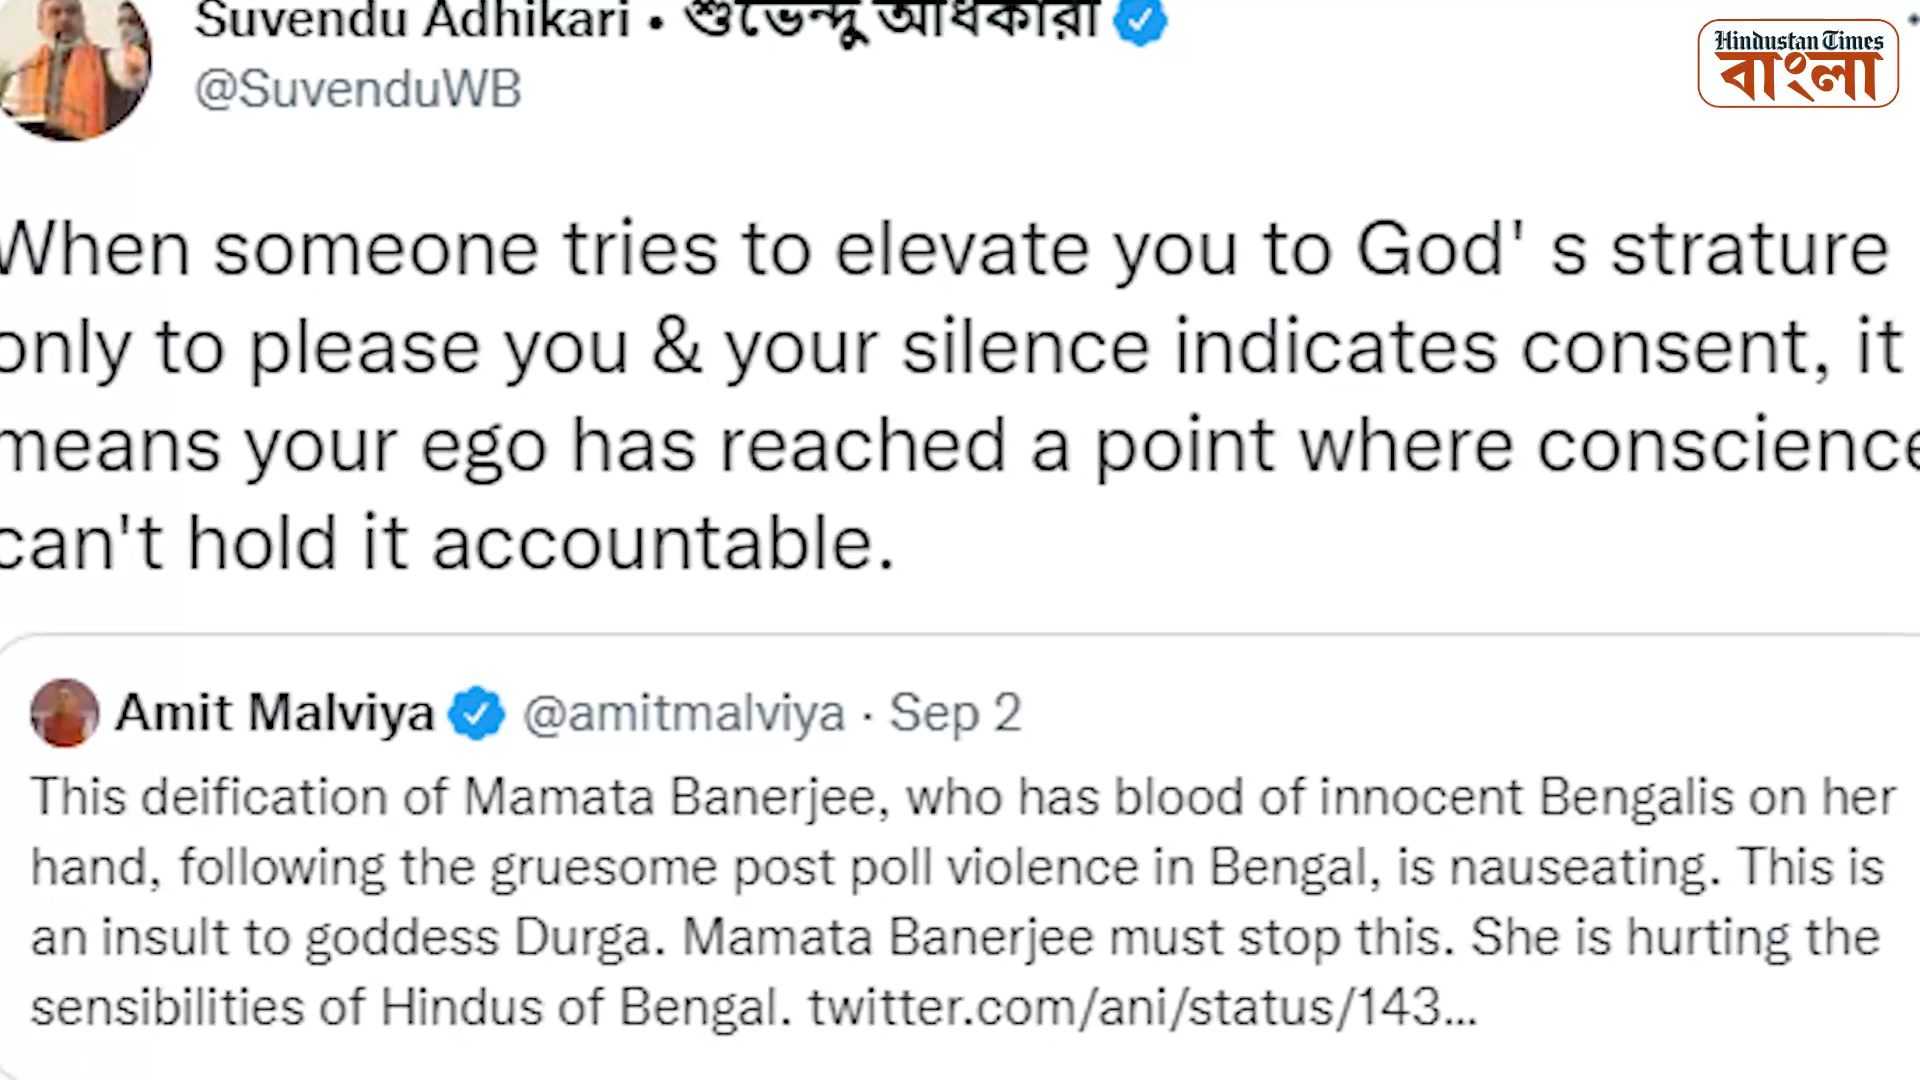 Suvendu Adhikari • শুভেন্দু অধিকারী
@SuvenduWB
Hindustan Times
বাংলা
When someone tries to elevate you to God' s strature
only to please you & your silence indicates consent, it
means your ego has reached a point where conscience
can't hold it accountable.
Amit Malviya @amitmalviya · Sep 2
This deification of Mamata Banerjee, who has blood of innocent Bengalis on her
hand, following the gruesome post poll violence in Bengal, is nauseating. This is
an insult to goddess Durga. Mamata Banerjee must stop this. She is hurting the
sensibilities of Hindus of Bengal. twitter.com/ani/status/143...